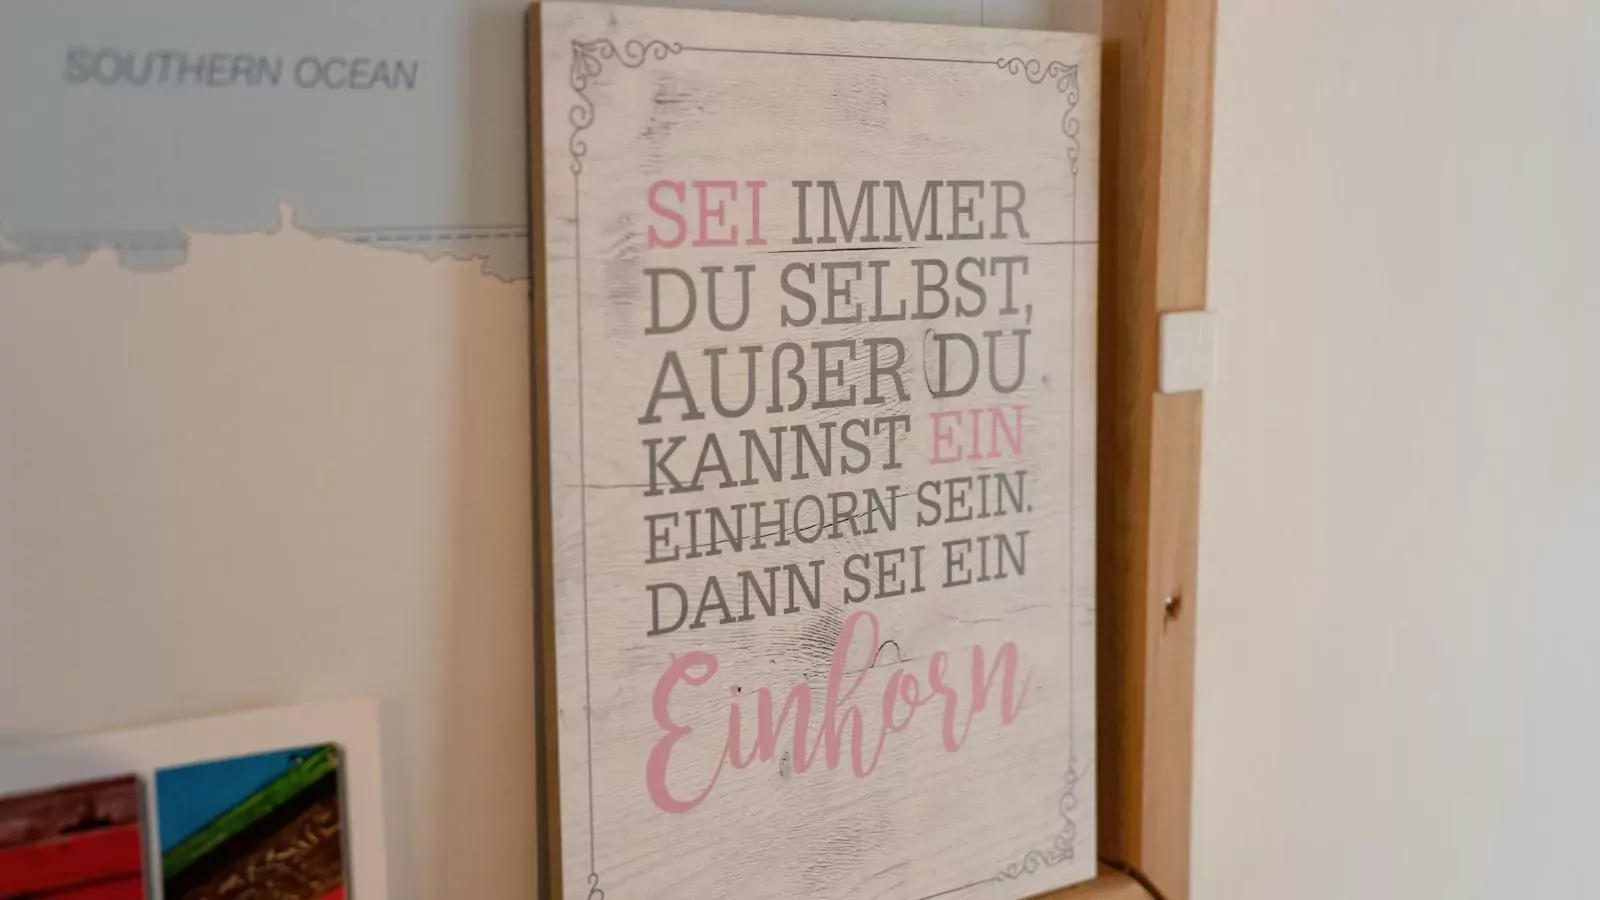 SOUTHERN OCEAN
SEI IMMER
DU SELBST,
AUßER DU
KANNST EIN
EINHORN SEIN.
DANN SEI EIN
Einhorn